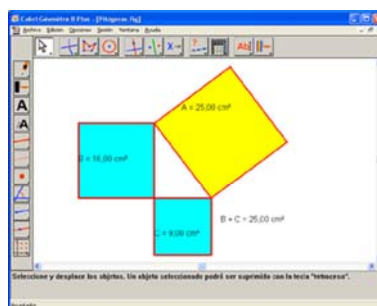 Cabri Géomètre II Plus - [Pitágoras.fig]
Archivo Edición Opciones Sesión Ventana Ayuda
A = 25,00 cm²
B = 16,00 cm²
C = 9,00 cm²
B + C = 25,00 cm²
Seleccione y desplace los objetos. Un objeto seleccionado podrá ser suprimido con la tecla "retroceso".